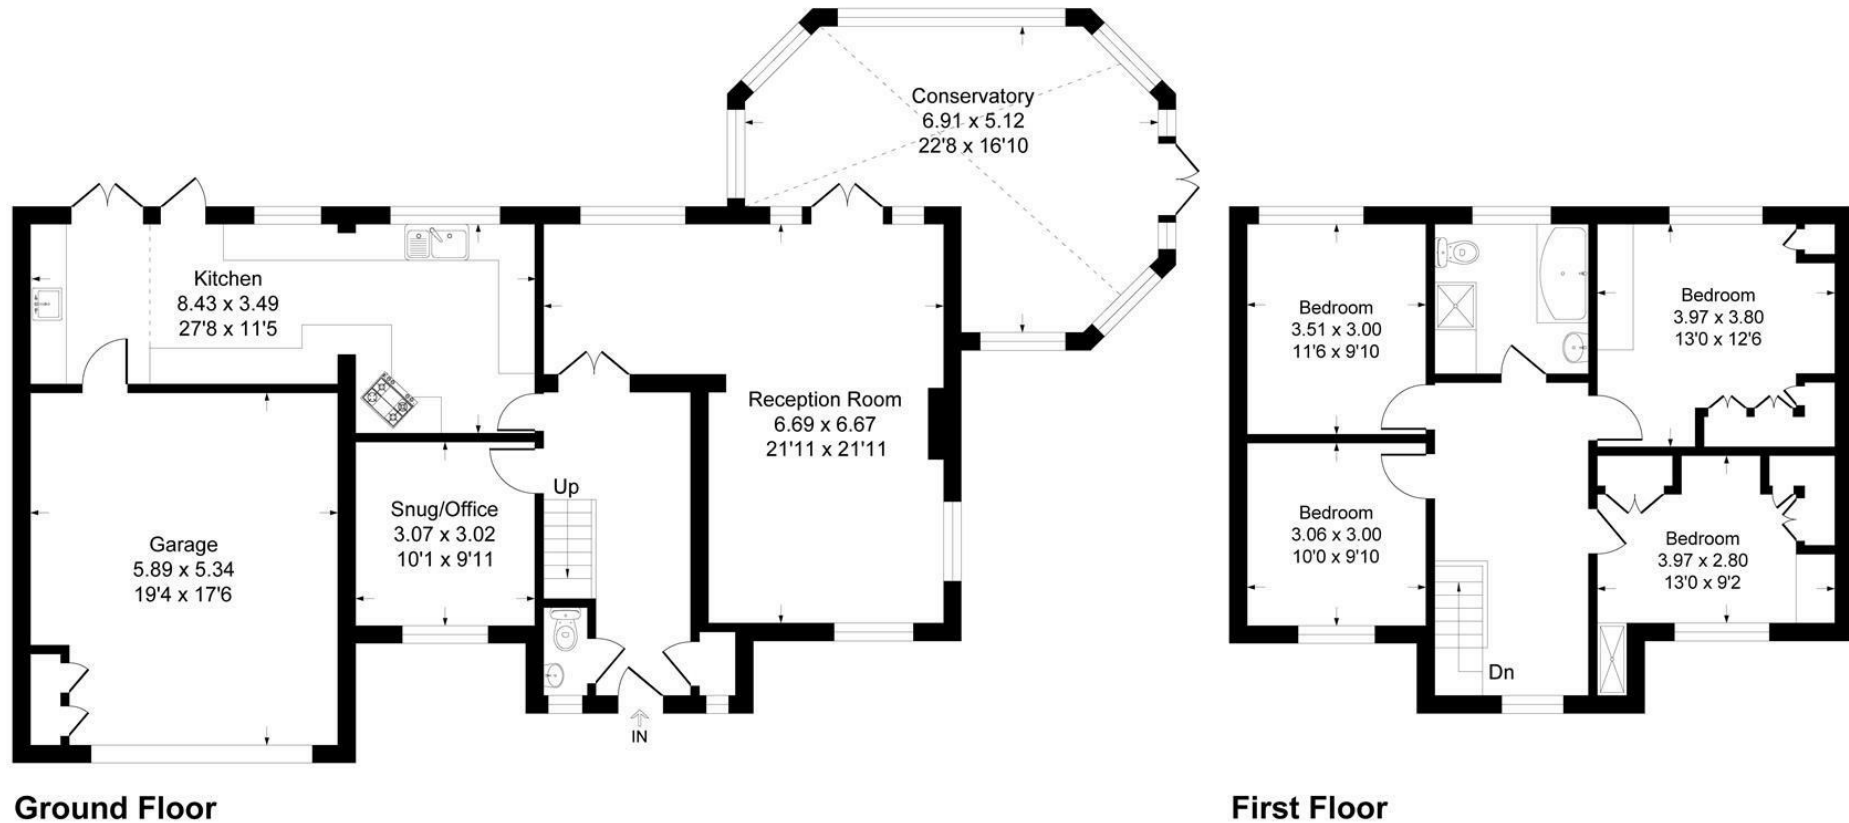 Conservatory
6.91 x 5.12
22'8 x 16'10
Kitchen
8.43 x 3.49
27'8 x 11'5
Reception Room
6.69 x 6.67
21'11 x 21'11
Up
Snug/Office
3.07 x 3.02
10'1 x 9'11
Garage
5.89 x 5.34
19'4 x 17'6
IN
Ground Floor
Bedroom
3.51 x 3.00
11'6 x 9'10
Bedroom
3.97 x 3.80
13'0 x 12'6
Bedroom
3.06 x 3.00
10'0 x 9'10
Bedroom
3.97 x 2.80
13'0 x 9'2
Dn
First Floor